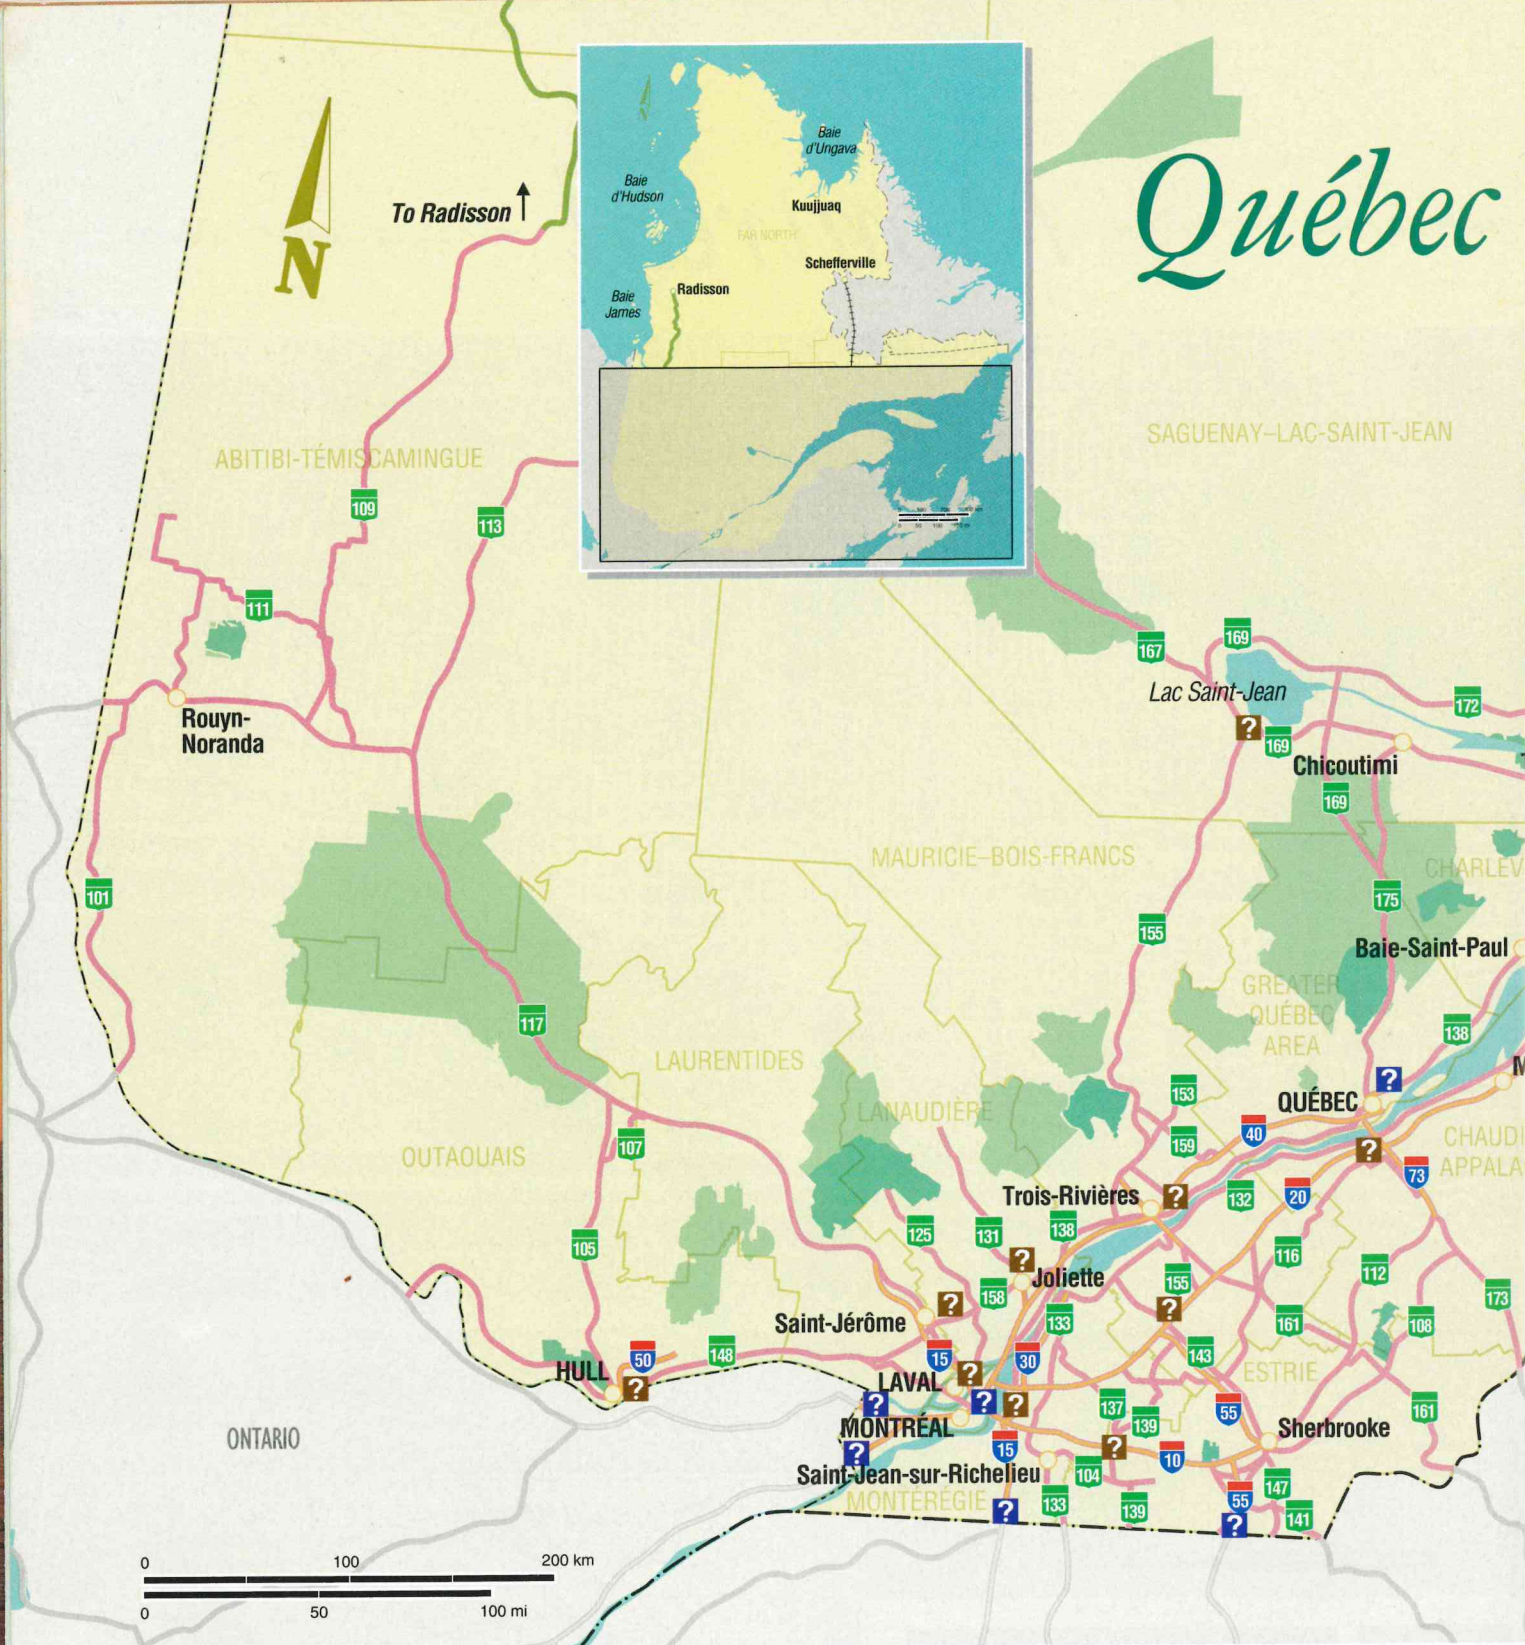 Québec
N
To Radisson
Baie
d'Ungava
Baie
d'Hudson
Kuujjuaq
FAR NORTH
Schefferville
Radisson
Baie
James
SAGUENAY–LAC-SAINT-JEAN
ABITIBI-TÉMISCAMINGUE
109
113
111
169
167
Lac Saint-Jean
172
Rouyn-
Noranda
?
169
Chicoutimi
169
MAURICIE–BOIS-FRANCS
CHARLEV
101
175
155
Baie-Saint-Paul
GREATER
QUÉBEC
AREA
117
138
LAURENTIDES
M
?
153
QUÉBEC
LANAUDIÈRE
40
107
159
CHAUDI
APPALA
OUTAOUAIS
?
73
Trois-Rivières
?
132
20
125
131
138
105
116
?
Joliette
112
155
158
173
?
?
Saint-Jérôme
133
161
108
50
148
15
30
143
HULL
?
ESTRIE
?
LAVAL
?
?
?
137
139
55
161
MONTRÉAL
Sherbrooke
ONTARIO
?
15
?
10
Saint-Jean-sur-Richelieu
104
147
MONTÉRÉGIE
?
133
139
55
?
141
0 100 200 km
0 50 100 mi